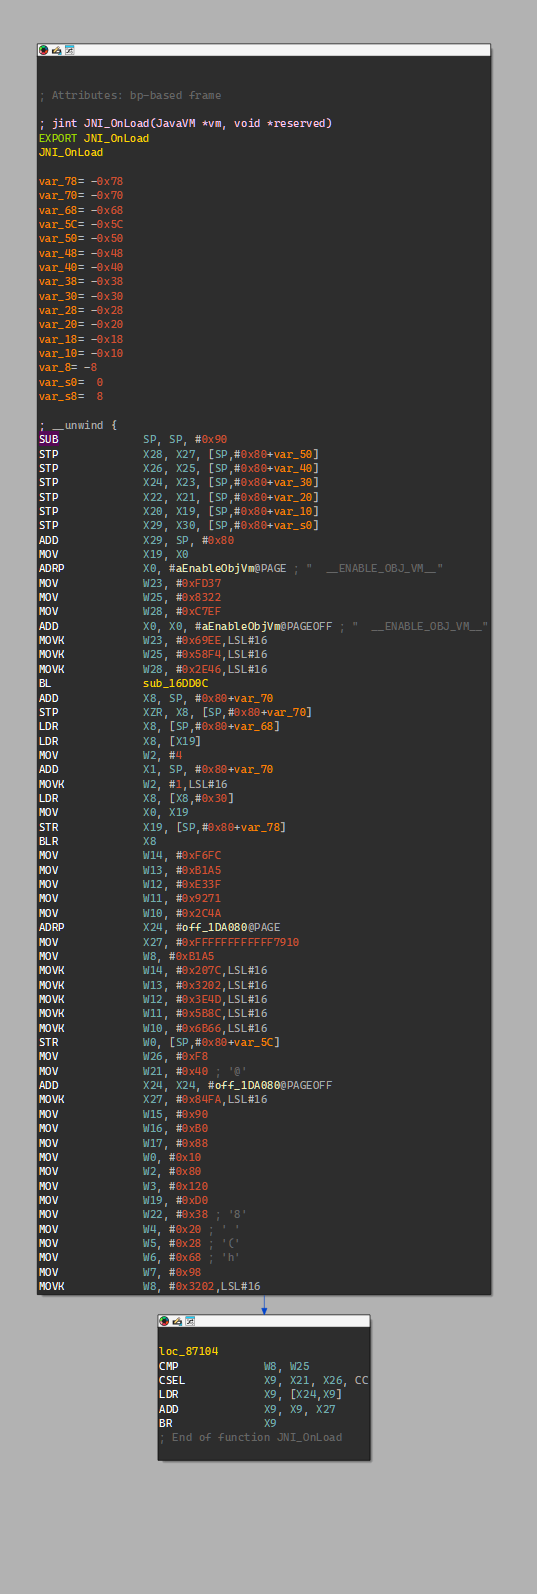 ; Attributes: bp-based frame
; jint JNI_OnLoad(JavaVM *vm, void *reserved)
EXPORT JNI_OnLoad
JNI_OnLoad
var_78= -0x78
var_70= -0x70
var_68= -0x68
var_5C= -0x5C
var_50= -0x50
var_48= -0x48
var_40= -0x40
var_38= -0x38
var_30= -0x30
var_28= -0x28
var_20= -0x20
var_18= -0x18
var_10= -0x10
var_8= -8
var_s0= 0
var_s8= 8
; __unwind {
SUB SP, SP, #0x90
STP X28, X27, [SP,#0x80+var_50]
STP X26, X25, [SP,#0x80+var_40]
STP X24, X23, [SP,#0x80+var_30]
STP X22, X21, [SP,#0x80+var_20]
STP X20, X19, [SP,#0x80+var_10]
STP X29, X30, [SP,#0x80+var_s0]
ADD X29, SP, #0x80
MOV X19, X0
ADRP X0, #aEnableObjVm@PAGE ; "  __ENABLE_OBJ_VM__"
MOV W23, #0xFD37
MOV W25, #0x8322
MOV W28, #0xC7EF
ADD X0, X0, #aEnableObjVm@PAGEOFF ; "  __ENABLE_OBJ_VM__"
MOVK W23, #0x69EE,LSL#16
MOVK W25, #0x58F4,LSL#16
MOVK W28, #0x2E46,LSL#16
BL sub_16DD0C
ADD X8, SP, #0x80+var_70
STP XZR, X8, [SP,#0x80+var_70]
LDR X8, [SP,#0x80+var_68]
LDR X8, [X19]
MOV W2, #4
ADD X1, SP, #0x80+var_70
MOVK W2, #1,LSL#16
LDR X8, [X8,#0x30]
MOV X0, X19
STR X19, [SP,#0x80+var_78]
BLR X8
MOV W14, #0xF6FC
MOV W13, #0xB1A5
MOV W12, #0xE33F
MOV W11, #0x9271
MOV W10, #0x2C4A
ADRP X24, #off_1DA080@PAGE
MOV X27, #0xFFFFFFFFFFFF7910
MOV W8, #0xB1A5
MOVK W14, #0x207C,LSL#16
MOVK W13, #0x3202,LSL#16
MOVK W12, #0x3E4D,LSL#16
MOVK W11, #0x5B8C,LSL#16
MOVK W10, #0x6B66,LSL#16
STR W0, [SP,#0x80+var_5C]
MOV W26, #0xF8
MOV W21, #0x40 ; '@'
ADD X24, X24, #off_1DA080@PAGEOFF
MOVK X27, #0x84FA,LSL#16
MOV W15, #0x90
MOV W16, #0xB0
MOV W17, #0x88
MOV W0, #0x10
MOV W2, #0x80
MOV W3, #0x120
MOV W19, #0xD0
MOV W22, #0x38 ; '8'
MOV W4, #0x20 ; ' '
MOV W5, #0x28 ; '('
MOV W6, #0x68 ; 'h'
MOV W7, #0x98
MOVK W8, #0x3202,LSL#16
loc_87104
CMP W8, W25
CSEL X9, X21, X26, CC
LDR X9, [X24,X9]
ADD X9, X9, X27
BR X9
; End of function JNI_OnLoad